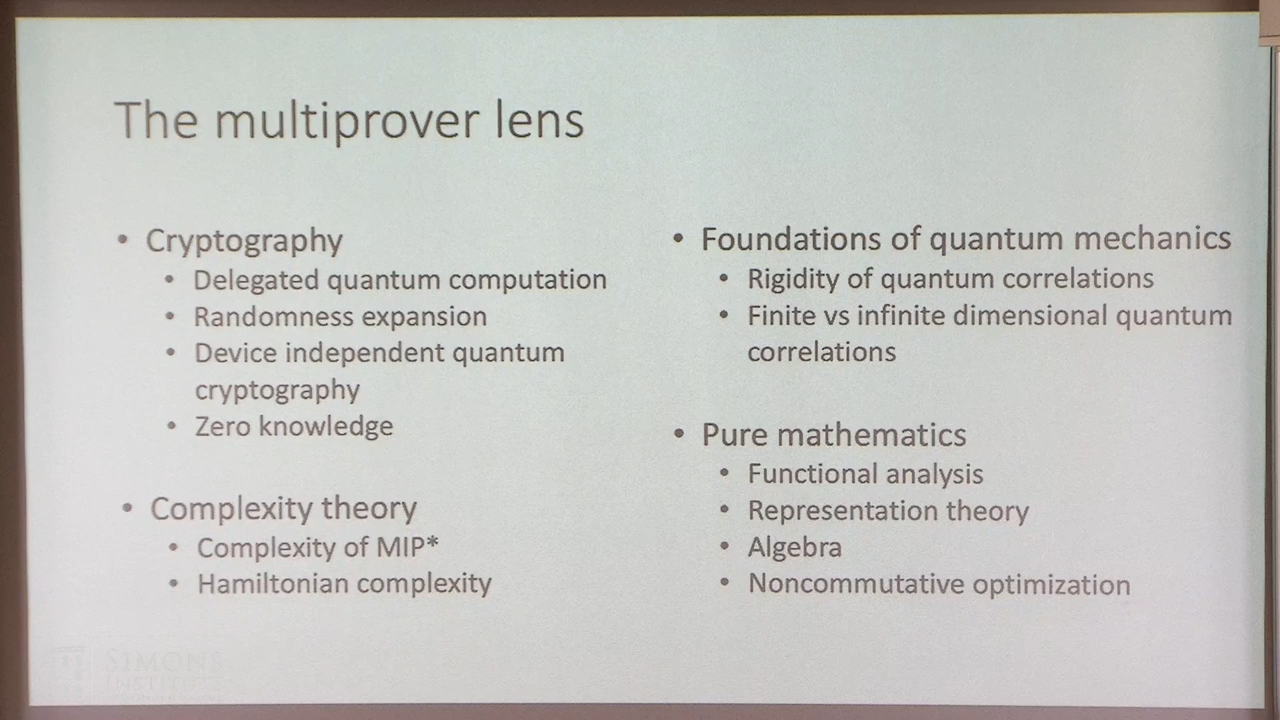 The multiprover lens
• Cryptography
• Delegated quantum computation
• Randomness expansion
• Device independent quantum
cryptography
• Zero knowledge
• Complexity theory
• Complexity of MIP*
• Hamiltonian complexity
• Foundations of quantum mechanics
• Rigidity of quantum correlations
• Finite vs infinite dimensional quantum
correlations
• Pure mathematics
• Functional analysis
• Representation theory
• Algebra
• Noncommutative optimization
SIMONS
INSTITUTE